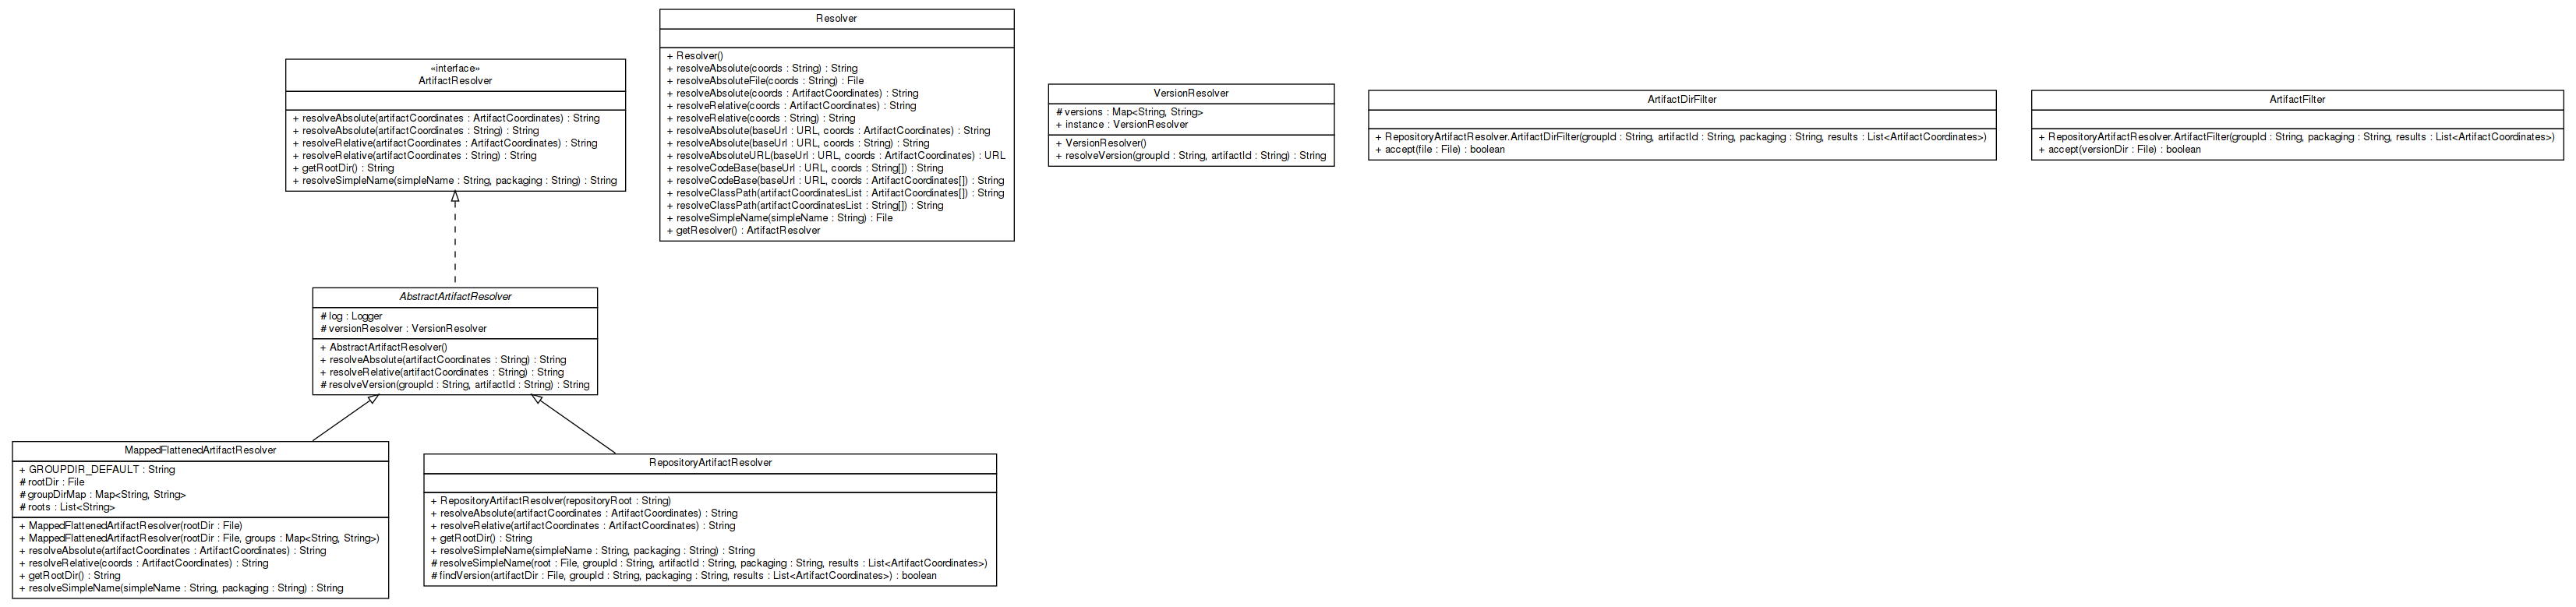 «interface»
ArtifactResolver
+ resolveAbsolute(artifactCoordinates : ArtifactCoordinates) : String
+ resolveAbsolute(artifactCoordinates : String) : String
+ resolveRelative(artifactCoordinates : ArtifactCoordinates) : String
+ resolveRelative(artifactCoordinates : String) : String
+ getRootDir() : String
+ resolveSimpleName(simpleName : String, packaging : String) : String
Resolver
+ Resolver()
+ resolveAbsolute(coords : String) : String
+ resolveAbsoluteFile(coords : String) : File
+ resolveAbsolute(coords : ArtifactCoordinates) : String
+ resolveRelative(coords : ArtifactCoordinates) : String
+ resolveRelative(coords : String) : String
+ resolveAbsolute(baseUrl : URL, coords : ArtifactCoordinates) : String
+ resolveAbsolute(baseUrl : URL, coords : String) : String
+ resolveAbsoluteURL(baseUrl : URL, coords : ArtifactCoordinates) : URL
+ resolveCodeBase(baseUrl : URL, coords : String[]) : String
+ resolveCodeBase(baseUrl : URL, coords : ArtifactCoordinates[]) : String
+ resolveClassPath(artifactCoordinatesList : ArtifactCoordinates[]) : String
+ resolveClassPath(artifactCoordinatesList : String[]) : String
+ resolveSimpleName(simpleName : String) : File
+ getResolver() : ArtifactResolver
VersionResolver
# versions : Map<String, String>
+ instance : VersionResolver
+ VersionResolver()
+ resolveVersion(groupId : String, artifactId : String) : String
ArtifactDirFilter
+ RepositoryArtifactResolver.ArtifactDirFilter(groupId : String, artifactId : String, packaging : String, results : List<ArtifactCoordinates>)
+ accept(file : File) : boolean
ArtifactFilter
+ RepositoryArtifactResolver.ArtifactFilter(groupId : String, packaging : String, results : List<ArtifactCoordinates>)
+ accept(versionDir : File) : boolean
AbstractArtifactResolver
# log : Logger
# versionResolver : VersionResolver
+ AbstractArtifactResolver()
+ resolveAbsolute(artifactCoordinates : String) : String
+ resolveRelative(artifactCoordinates : String) : String
# resolveVersion(groupId : String, artifactId : String) : String
MappedFlattenedArtifactResolver
+ GROUPDIR_DEFAULT : String
# rootDir : File
# groupDirMap : Map<String, String>
# roots : List<String>
+ MappedFlattenedArtifactResolver(rootDir : File)
+ MappedFlattenedArtifactResolver(rootDir : File, groups : Map<String, String>)
+ resolveAbsolute(artifactCoordinates : ArtifactCoordinates) : String
+ resolveRelative(coords : ArtifactCoordinates) : String
+ getRootDir() : String
+ resolveSimpleName(simpleName : String, packaging : String) : String
RepositoryArtifactResolver
+ RepositoryArtifactResolver(repositoryRoot : String)
+ resolveAbsolute(artifactCoordinates : ArtifactCoordinates) : String
+ resolveRelative(artifactCoordinates : ArtifactCoordinates) : String
+ getRootDir() : String
+ resolveSimpleName(simpleName : String, packaging : String) : String
# resolveSimpleName(root : File, groupId : String, artifactId : String, packaging : String, results : List<ArtifactCoordinates>)
# findVersion(artifactDir : File, groupId : String, packaging : String, results : List<ArtifactCoordinates>) : boolean